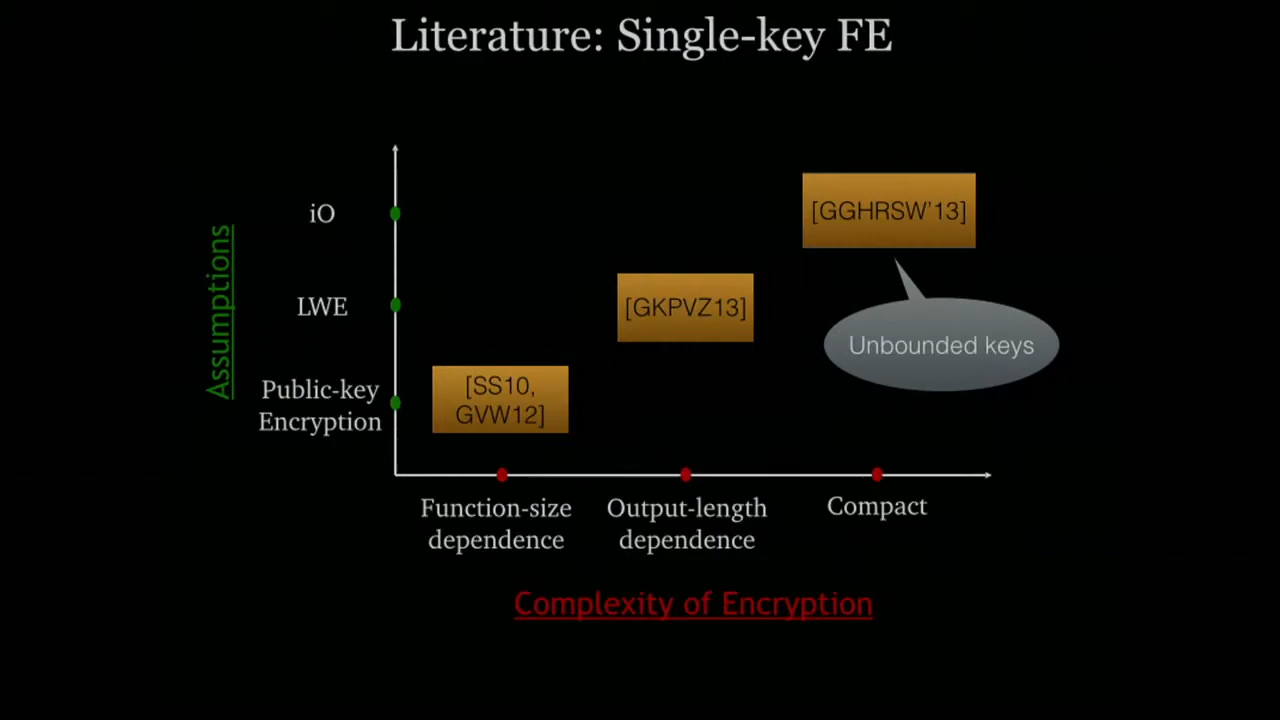 Literature: Single-key FE
Assumptions
iO
[GGHRSW'13]
LWE
[GKPVZ13]
Unbounded keys
Public-key
Encryption
[SS10,
GVW12]
Function-size
dependence
Output-length
dependence
Compact
Complexity of Encryption